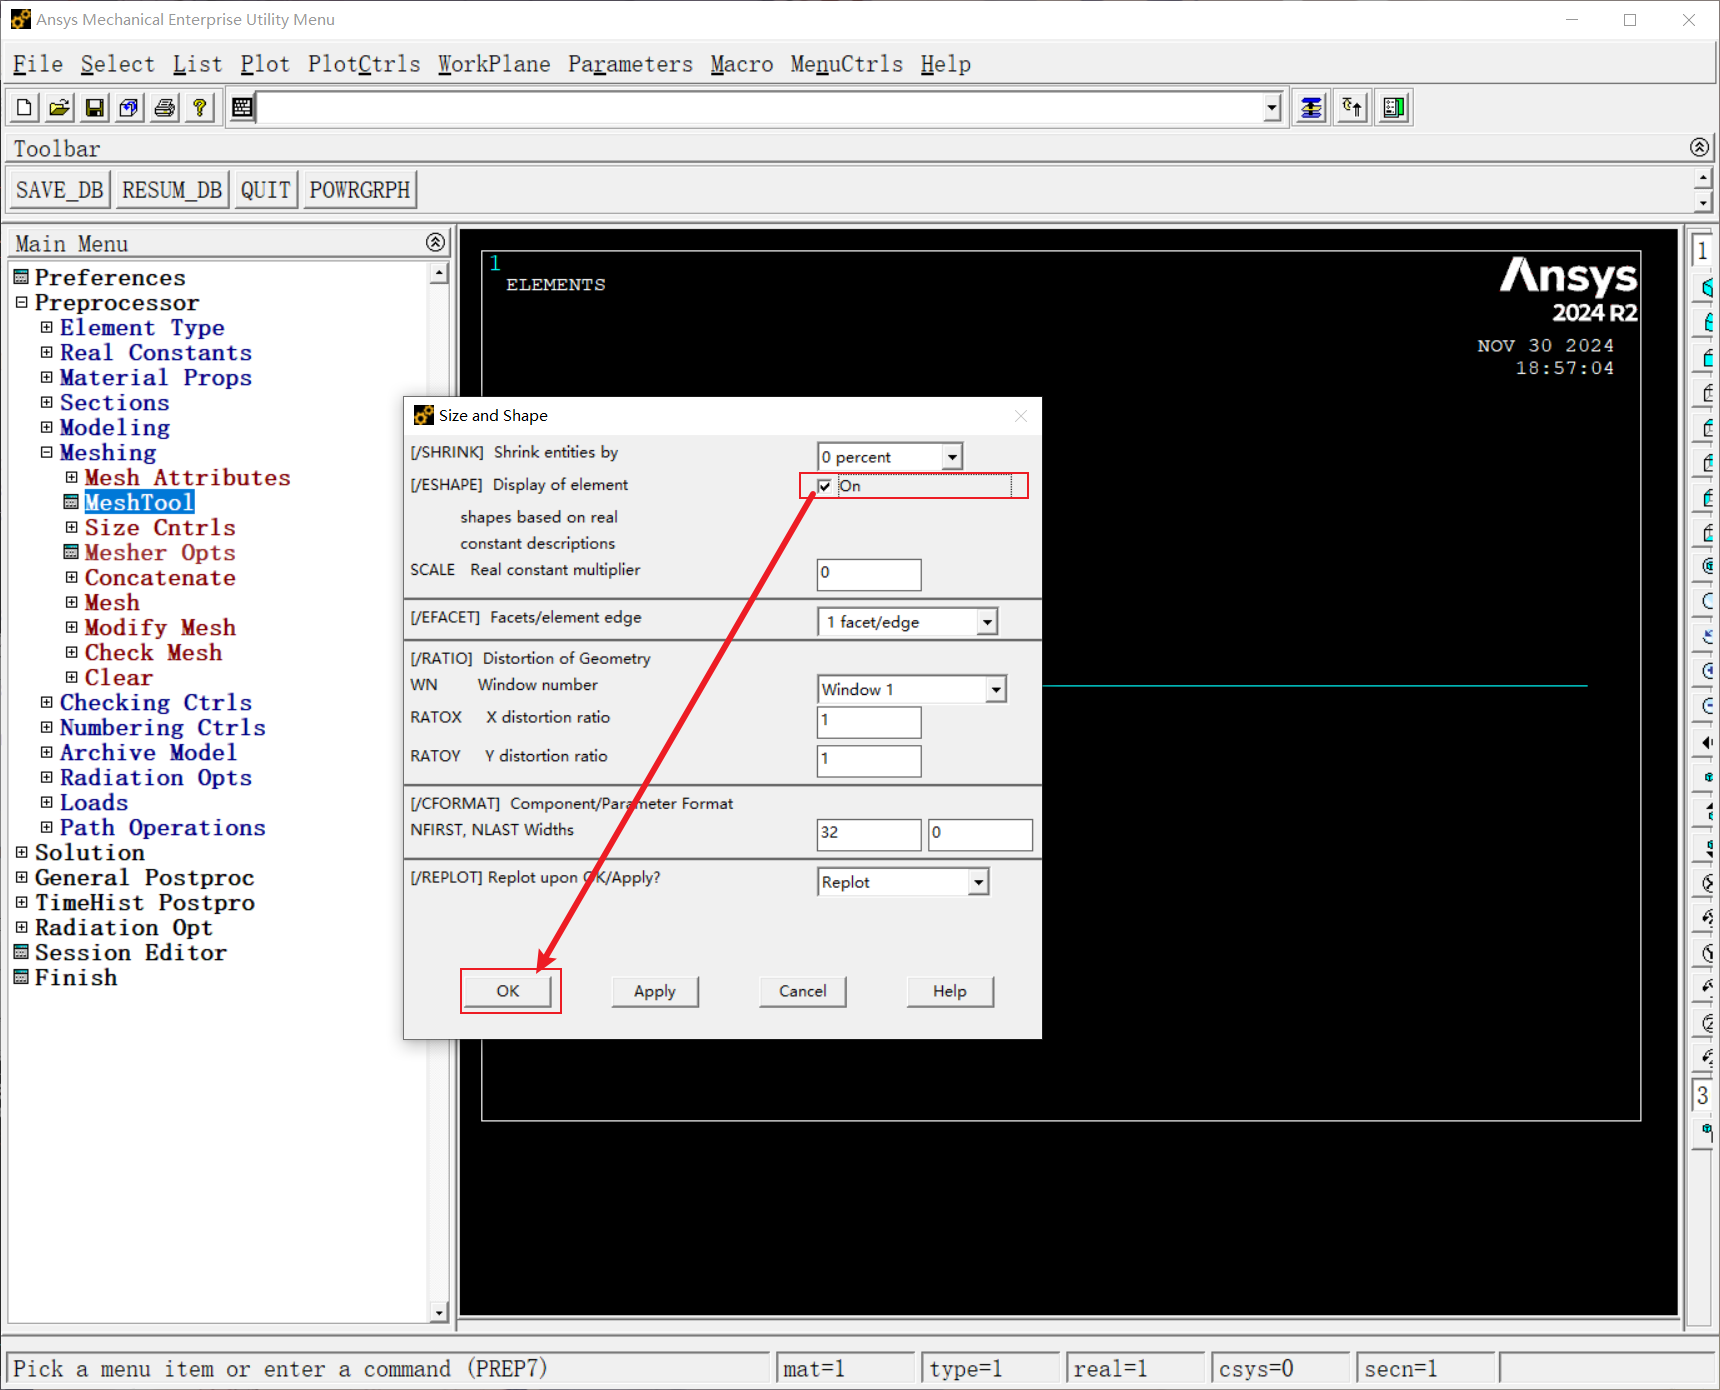 Ansys Mechanical Enterprise Utility Menu
File Select List Plot PlotCtrls WorkPlane Parameters Macro MenuCtrls Help
Toolbar
SAVE_DB RESUM_DB QUIT POWRGRPH
Main Menu
Preferences
Preprocessor
Element Type
Real Constants
Material Props
Sections
Modeling
Meshing
Mesh Attributes
MeshTool
Size Cntrls
Mesher Opts
Concatenate
Mesh
Modify Mesh
Check Mesh
Clear
Checking Ctrls
Numbering Ctrls
Archive Model
Radiation Opts
Loads
Path Operations
Solution
General Postproc
TimeHist Postpro
Radiation Opt
Session Editor
Finish
1
ELEMENTS
Ansys
2024 R2
NOV 30 2024
18:57:04
Size and Shape
[/SHRINK] Shrink entities by 0 percent
[/ESHAPE] Display of element On
shapes based on real
constant descriptions
SCALE Real constant multiplier 0
[/EFACET] Facets/element edge 1 facet/edge
[/RATIO] Distortion of Geometry
WN Window number Window 1
RATOX X distortion ratio 1
RATOY Y distortion ratio 1
[/CFORMAT] Component/Parameter Format
NFIRST, NLAST Widths 32 0
[/REPLOT] Replot upon OK/Apply? Replot
OK Apply Cancel Help
1
3
Pick a menu item or enter a command (PREP7) mat=1 type=1 real=1 csys=0 secn=1